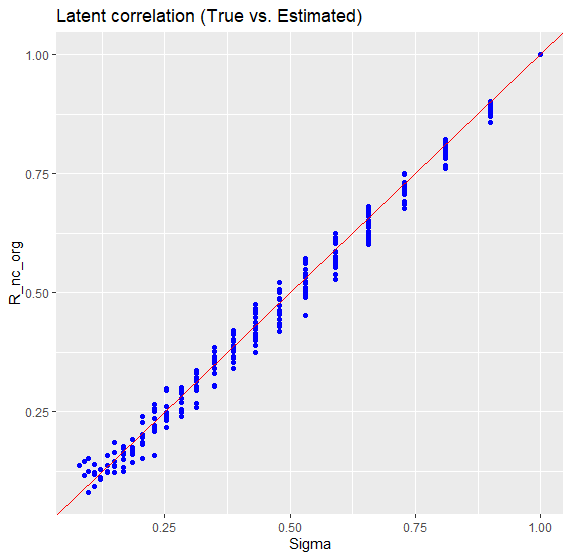 Latent correlation (True vs. Estimated)
1.00
0.75
0.50
0.25
R_nc_org
0.25 0.50 0.75 1.00
Sigma